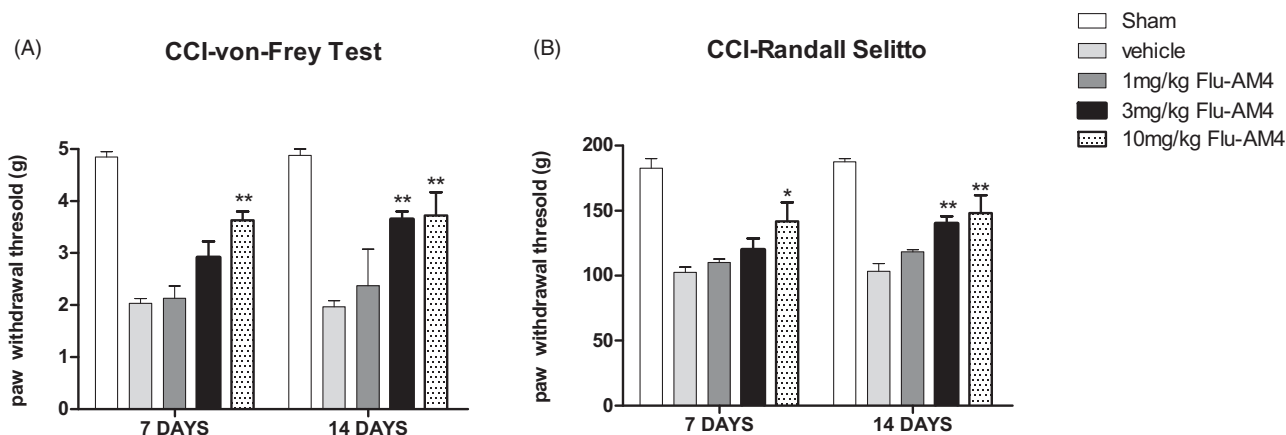 (A)
CCI-von-Frey Test
paw withdrawal thresold (g)
5
4
3
2
1
0
**
**
**
7 DAYS
14 DAYS
(B)
CCI-Randall Selitto
paw withdrawal thresold (g)
200
150
100
50
0
*
**
**
7 DAYS
14 DAYS
Sham
vehicle
1mg/kg Flu-AM4
3mg/kg Flu-AM4
10mg/kg Flu-AM4